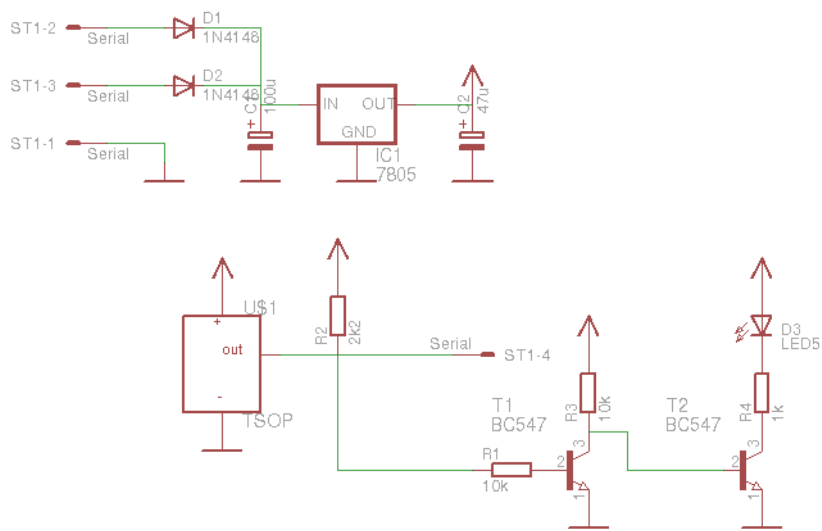 ST1-2
Serial
D1
1N4148
ST1-3
Serial
D2
1N4148
ST1-1
Serial
C1
100u
+
IN
OUT
GND
IC1
7805
C2
47u
+
U$1
+
out
-
TSOP
R2
2k2
Serial
ST1-4
R1
10k
T1
BC547
R3
10k
3
2
1
T2
BC547
R4
1k
3
2
1
D3
LED5